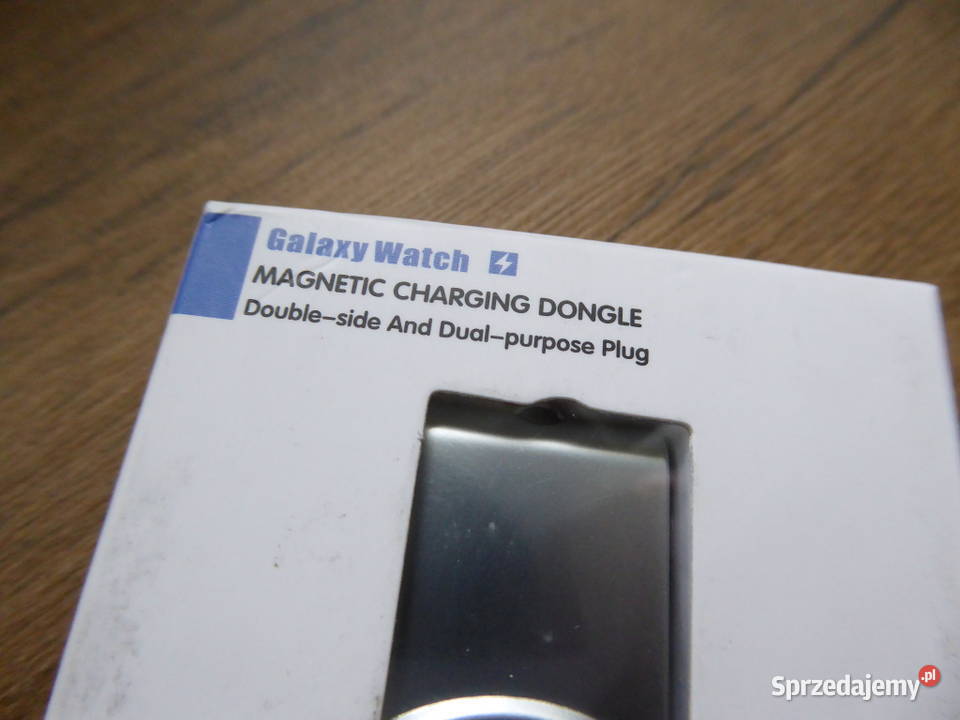 Galaxy Watch
MAGNETIC CHARGING DONGLE
Double-side And Dual-purpose Plug
Sprzedajemy.pl